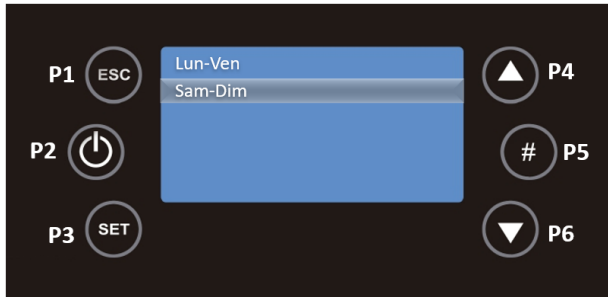 P1 ESC
P2
P3 SET
Lun-Ven
Sam-Dim
P4
# P5
P6